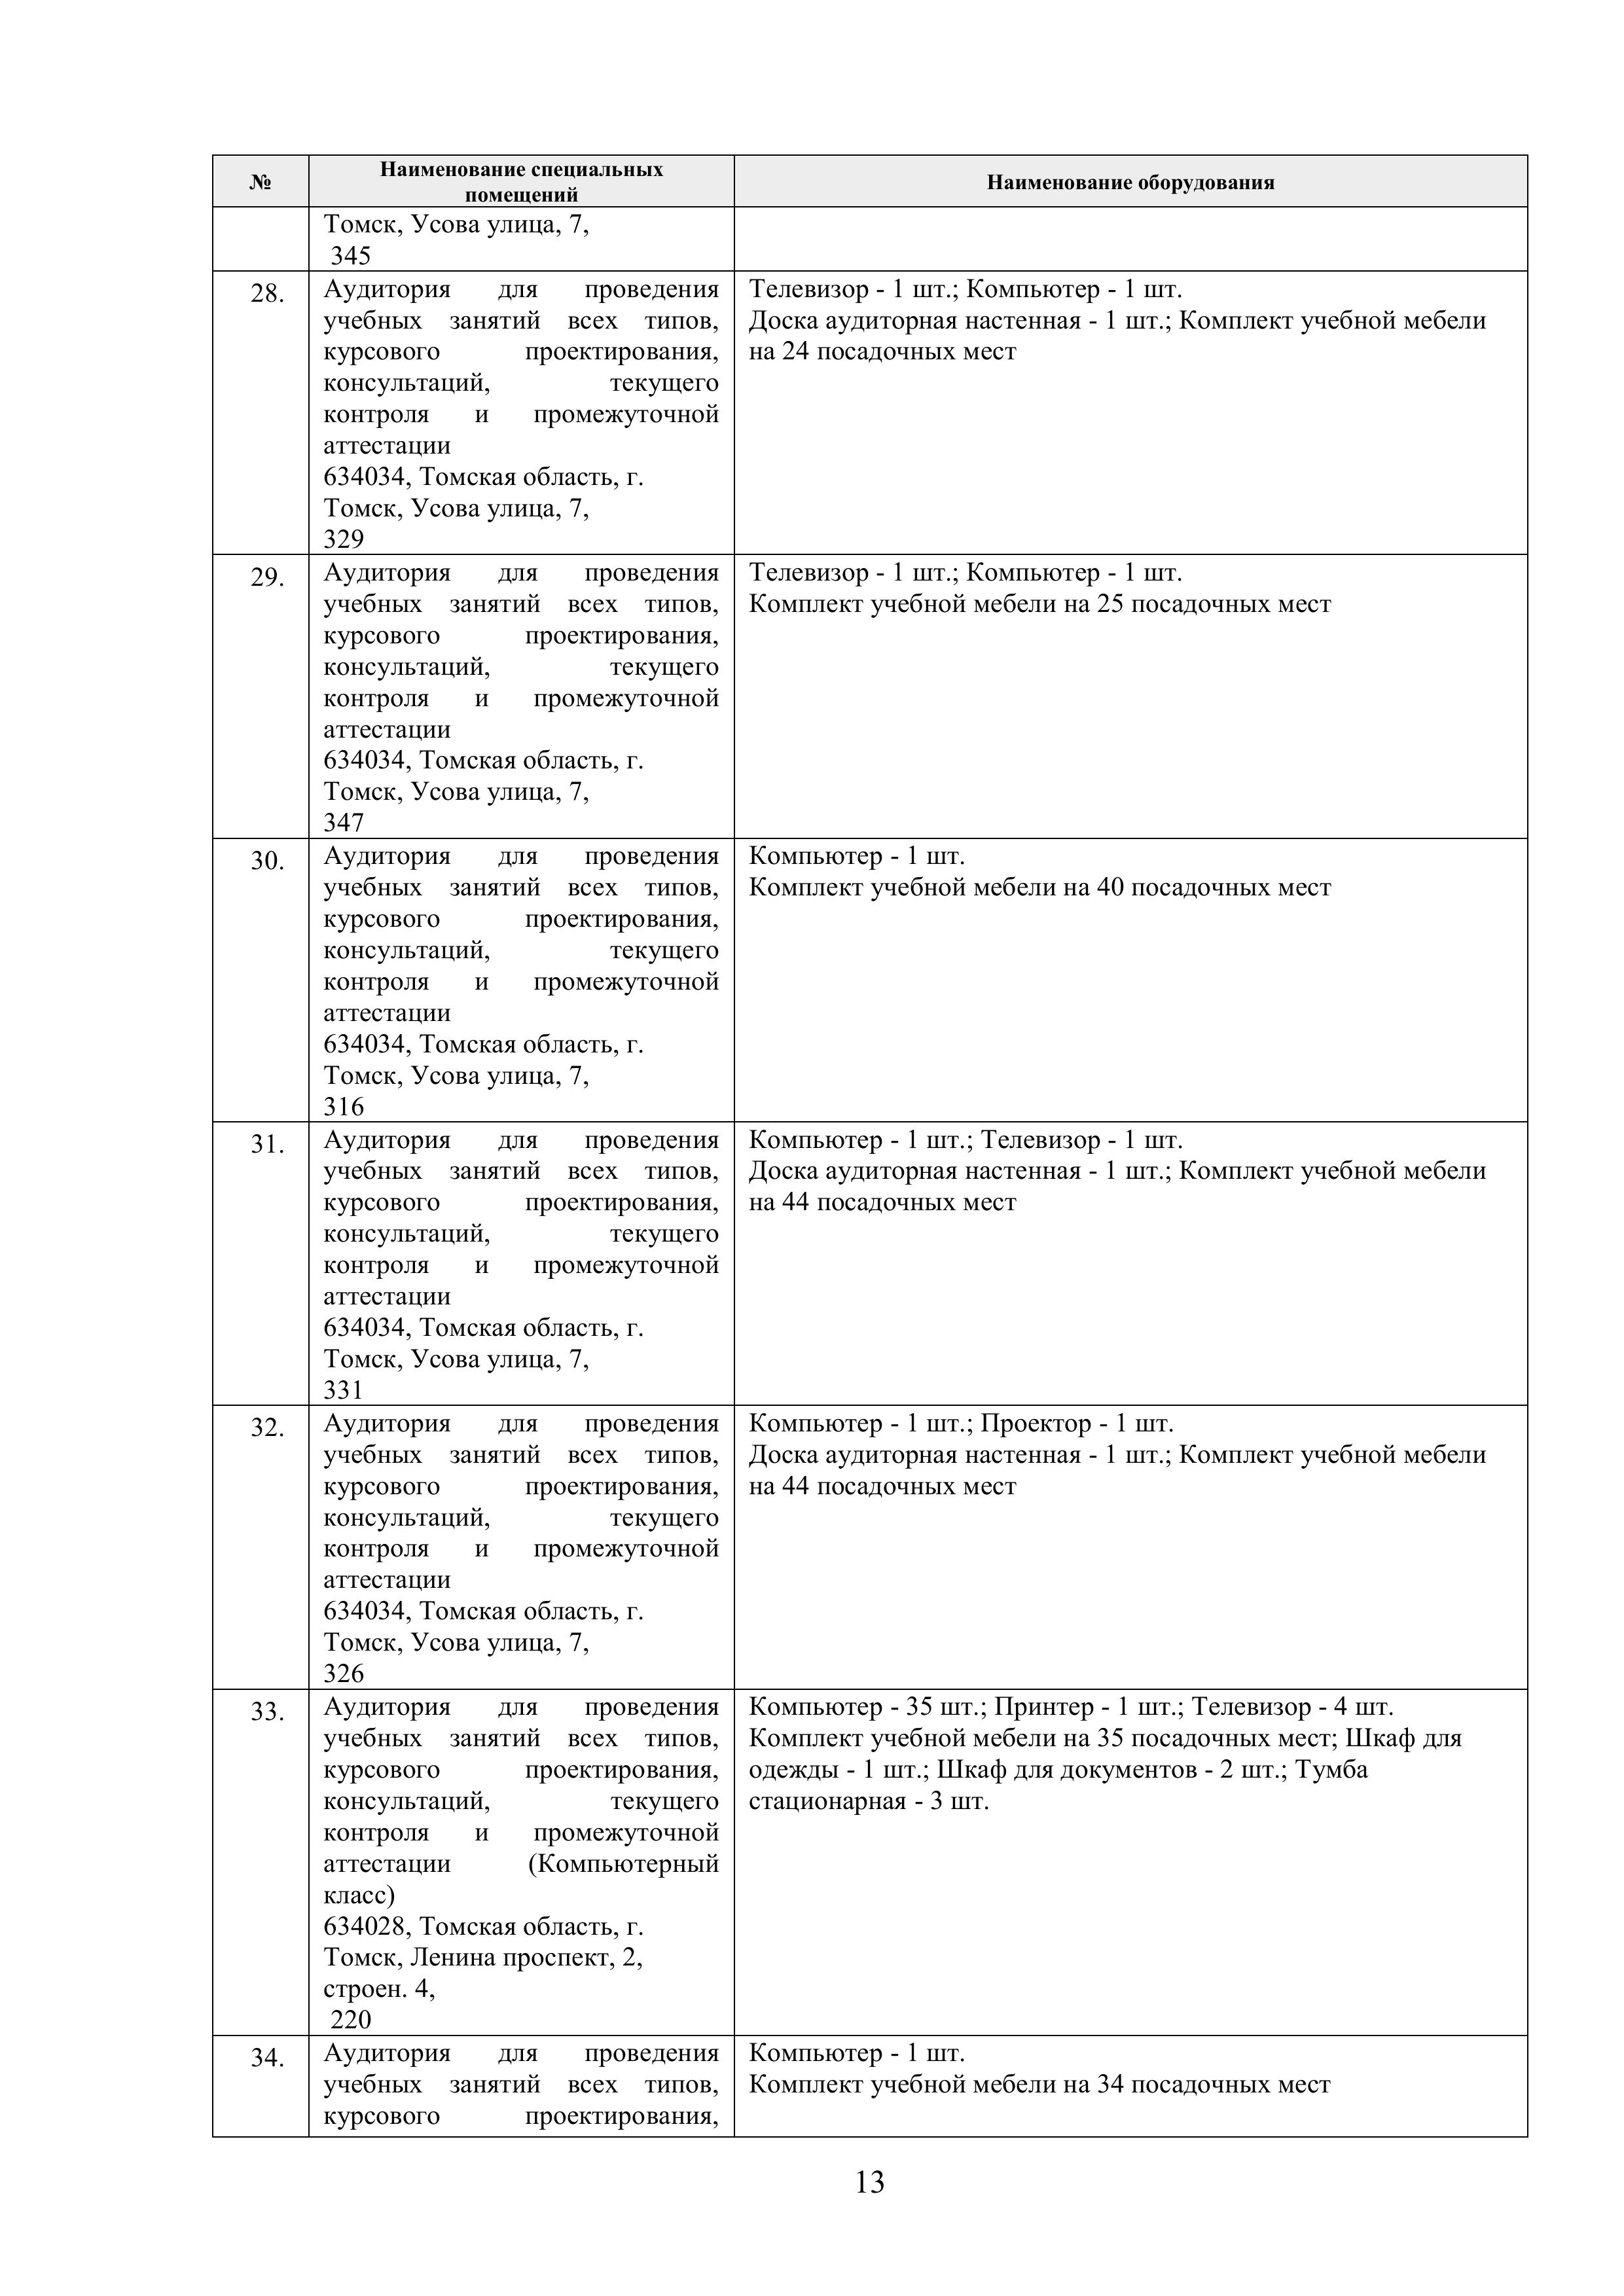 №
Наименование специальных
помещений
Наименование оборудования
Томск, Усова улица, 7,
345
28.
Аудитория для проведения
учебных занятий всех типов,
курсового проектирования,
консультаций, текущего
контроля и промежуточной
аттестации
634034, Томская область, г.
Томск, Усова улица, 7,
329
Телевизор - 1 шт.; Компьютер - 1 шт.
Доска аудиторная настенная - 1 шт.; Комплект учебной мебели
на 24 посадочных мест
29.
Аудитория для проведения
учебных занятий всех типов,
курсового проектирования,
консультаций, текущего
контроля и промежуточной
аттестации
634034, Томская область, г.
Томск, Усова улица, 7,
347
Телевизор - 1 шт.; Компьютер - 1 шт.
Комплект учебной мебели на 25 посадочных мест
30.
Аудитория для проведения
учебных занятий всех типов,
курсового проектирования,
консультаций, текущего
контроля и промежуточной
аттестации
634034, Томская область, г.
Томск, Усова улица, 7,
316
Компьютер - 1 шт.
Комплект учебной мебели на 40 посадочных мест
31.
Аудитория для проведения
учебных занятий всех типов,
курсового проектирования,
консультаций, текущего
контроля и промежуточной
аттестации
634034, Томская область, г.
Томск, Усова улица, 7,
331
Компьютер - 1 шт.; Телевизор - 1 шт.
Доска аудиторная настенная - 1 шт.; Комплект учебной мебели
на 44 посадочных мест
32.
Аудитория для проведения
учебных занятий всех типов,
курсового проектирования,
консультаций, текущего
контроля и промежуточной
аттестации
634034, Томская область, г.
Томск, Усова улица, 7,
326
Компьютер - 1 шт.; Проектор - 1 шт.
Доска аудиторная настенная - 1 шт.; Комплект учебной мебели
на 44 посадочных мест
33.
Аудитория для проведения
учебных занятий всех типов,
курсового проектирования,
консультаций, текущего
контроля и промежуточной
аттестации (Компьютерный
класс)
634028, Томская область, г.
Томск, Ленина проспект, 2,
строен. 4,
220
Компьютер - 35 шт.; Принтер - 1 шт.; Телевизор - 4 шт.
Комплект учебной мебели на 35 посадочных мест; Шкаф для
одежды - 1 шт.; Шкаф для документов - 2 шт.; Тумба
стационарная - 3 шт.
34.
Аудитория для проведения
учебных занятий всех типов,
курсового проектирования,
Компьютер - 1 шт.
Комплект учебной мебели на 34 посадочных мест
13